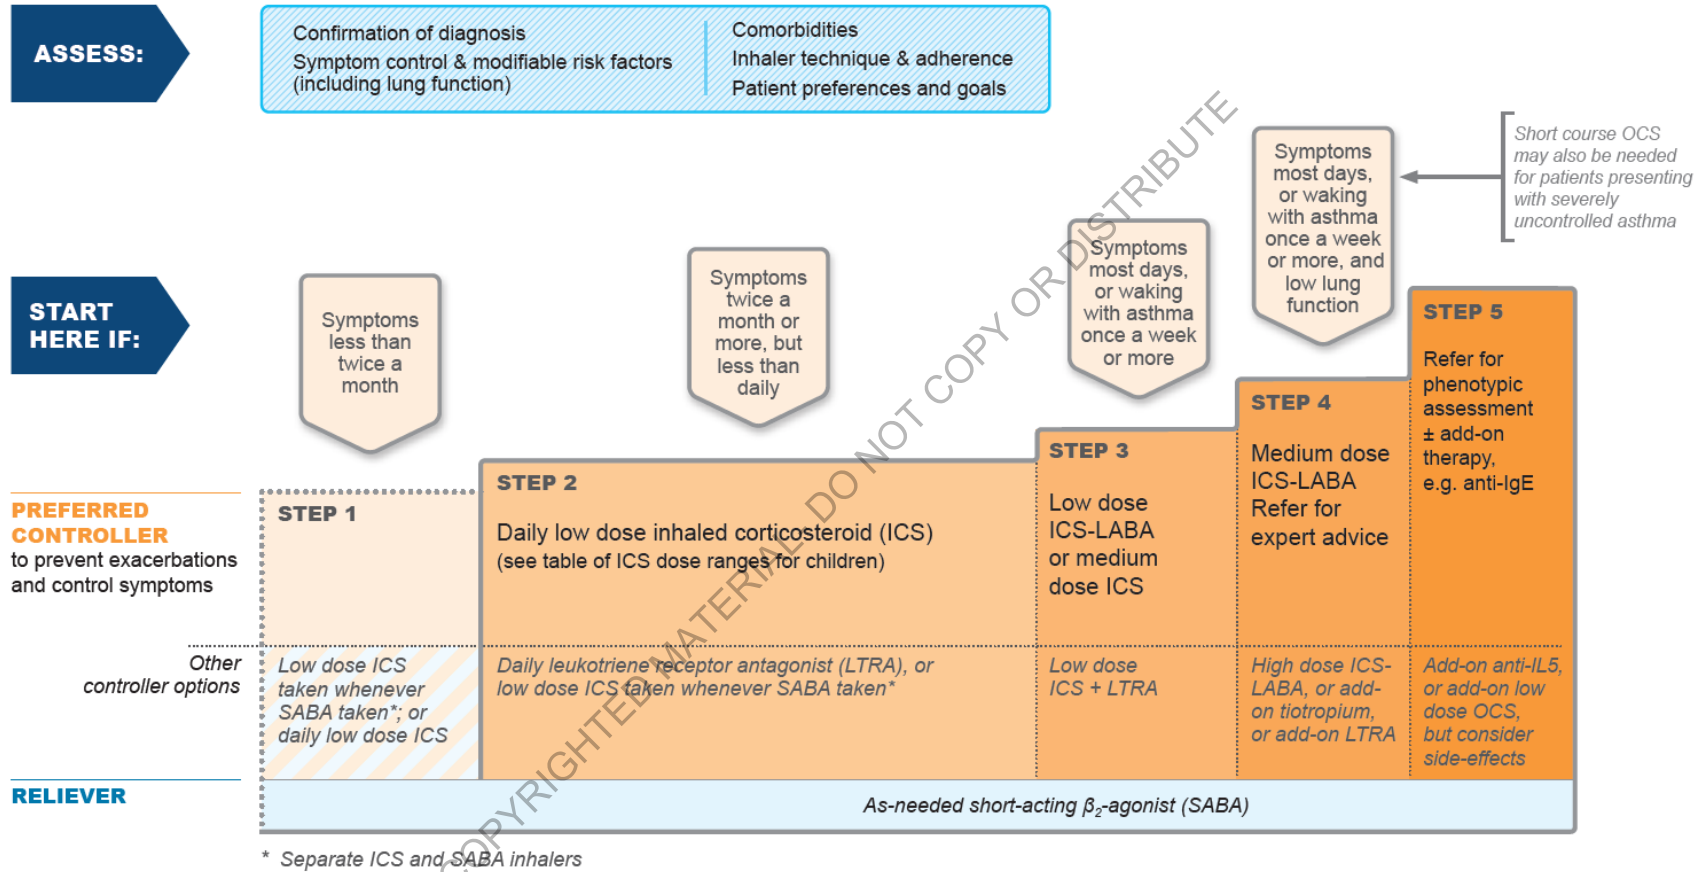 ASSESS:
Confirmation of diagnosis
Symptom control & modifiable risk factors
(including lung function)
Comorbidities
Inhaler technique & adherence
Patient preferences and goals
Short course OCS
may also be needed
for patients presenting
with severely
uncontrolled asthma
START
HERE IF:
Symptoms
less than
twice a
month
Symptoms
twice a
month or
more, but
less than
daily
Symptoms
most days,
or waking
with asthma
once a week
or more
Symptoms
most days,
or waking
with asthma
once a week
or more, and
low lung
function
PREFERRED
CONTROLLER
to prevent exacerbations
and control symptoms
STEP 1
STEP 2
Daily low dose inhaled corticosteroid (ICS)
(see table of ICS dose ranges for children)
STEP 3
Low dose
ICS-LABA
or medium
dose ICS
STEP 4
Medium dose
ICS-LABA
Refer for
expert advice
STEP 5
Refer for
phenotypic
assessment
± add-on
therapy,
e.g. anti-IgE
Other
controller options
Low dose ICS
taken whenever
SABA taken*; or
daily low dose ICS
Daily leukotriene receptor antagonist (LTRA), or
low dose ICS taken whenever SABA taken*
Low dose
ICS + LTRA
High dose ICS-
LABA, or add-
on tiotropium,
or add-on LTRA
Add-on anti-IL5,
or add-on low
dose OCS,
but consider
side-effects
RELIEVER
As-needed short-acting β₂-agonist (SABA)
* Separate ICS and SABA inhalers
COPYRIGHTED MATERIAL- DO NOT COPY OR DISTRIBUTE